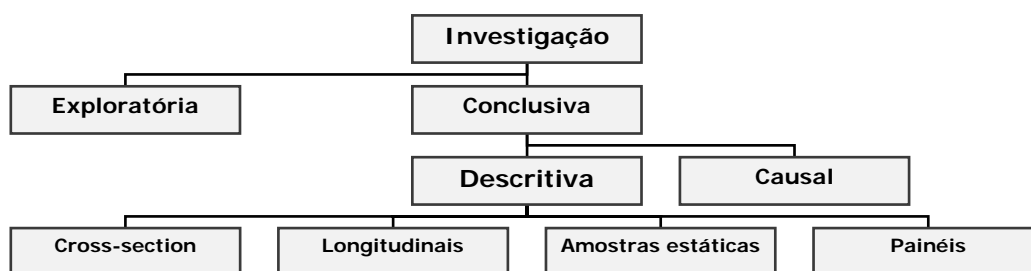 Investigação
Exploratória
Conclusiva
Descritiva
Causal
Cross-section
Longitudinais
Amostras estáticas
Painéis